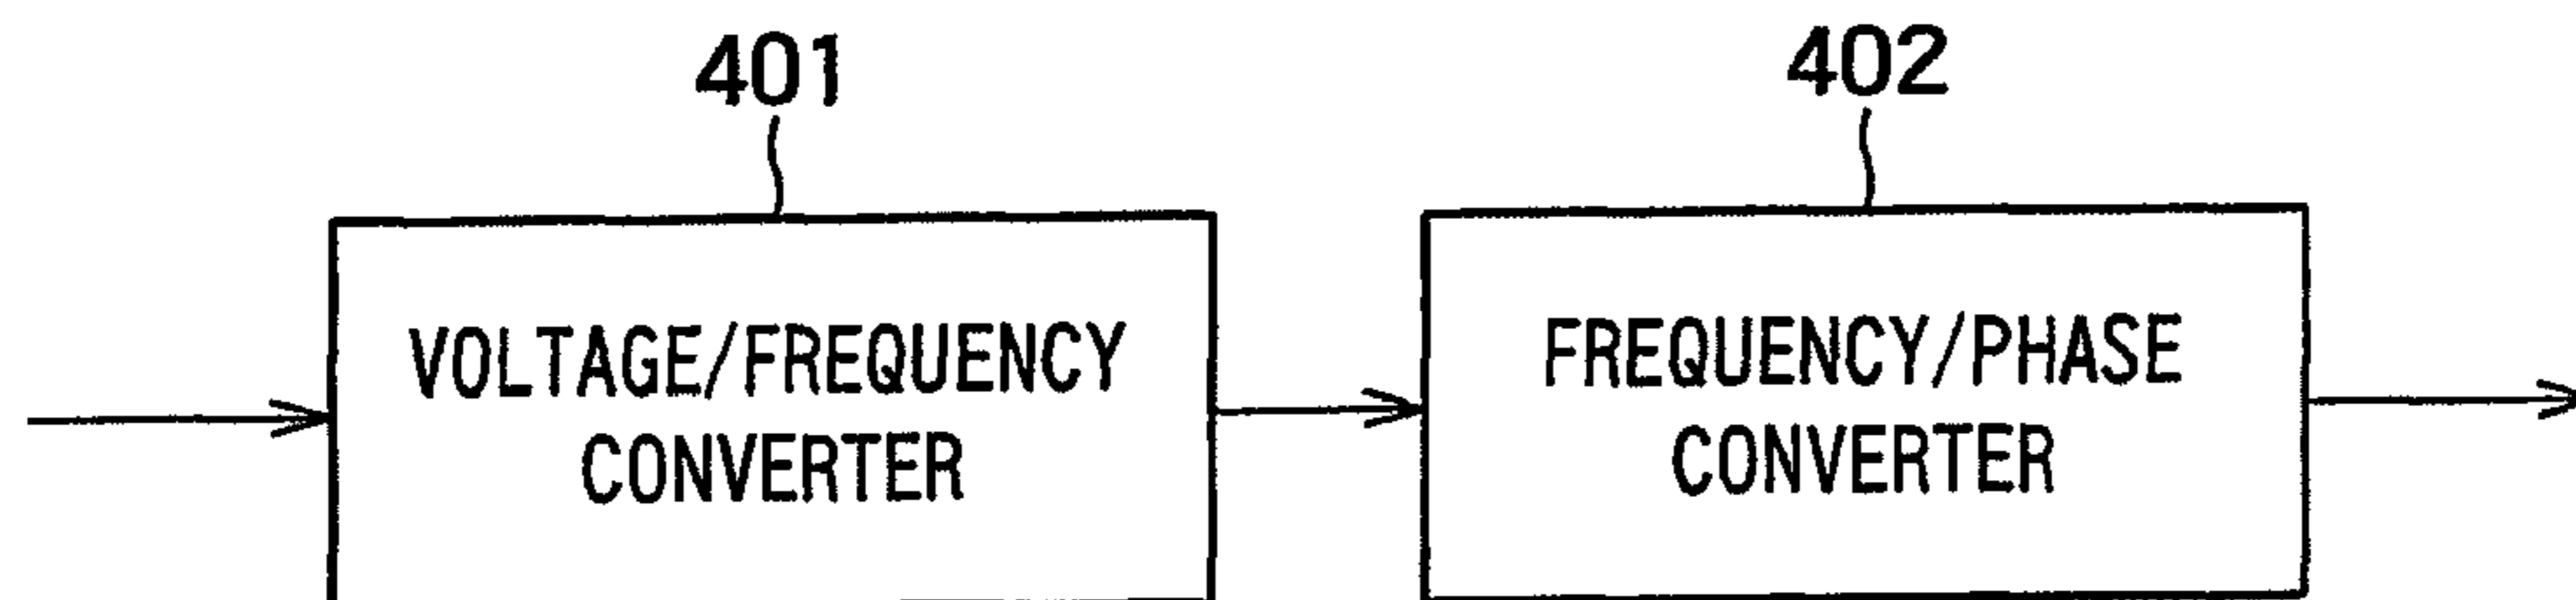 401
402
VOLTAGE/FREQUENCY
CONVERTER
FREQUENCY/PHASE
CONVERTER